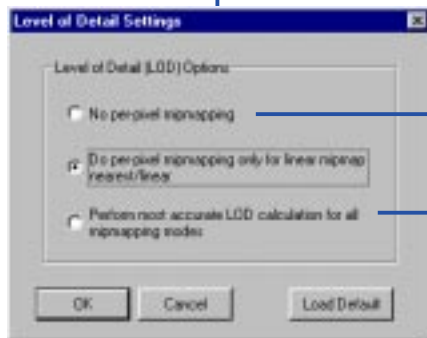 Level of Detail Settings
Level of Detail (LOD) Options
No per-pixel mipmapping
Do per-pixel mipmapping only for linear mipmap
nearest/linear
Perform most accurate LOD calculation for all
mipmapping modes
OK
Cancel
Load Default